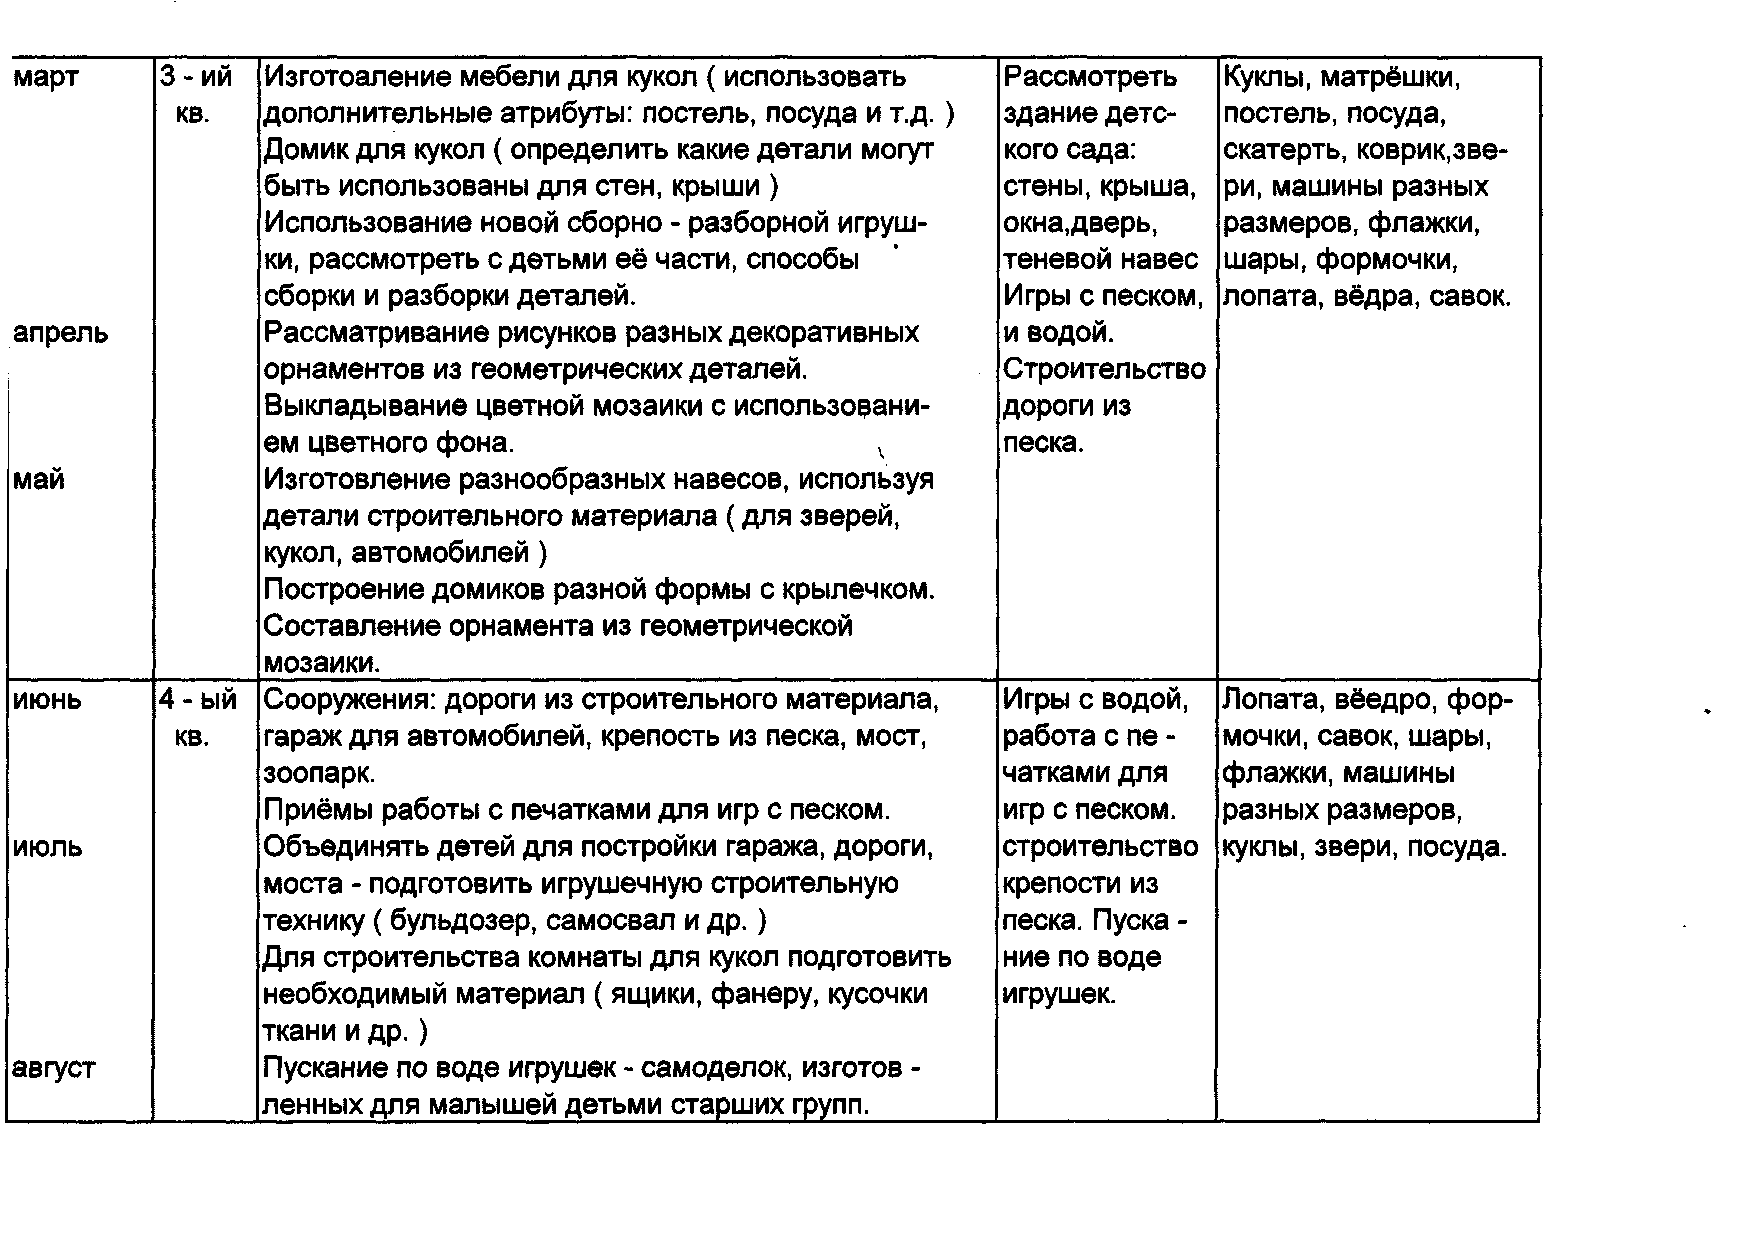 март
3 - ий
кв.
Изготоаление мебели для кукол ( использовать
дополнительные атрибуты: постель, посуда и т.д. )
Домик для кукол ( определить какие детали могут
быть использованы для стен, крыши )
Использование новой сборно - разборной игруш-
ки, рассмотреть с детьми её части, способы
сборки и разборки деталей.
Рассмотреть
здание детс-
кого сада:
стены, крыша,
окна,дверь,
теневой навес
Игры с песком,
и водой.
Строительство
дороги из
песка.
Куклы, матрёшки,
постель, посуда,
скатерть, коврик,зве-
ри, машины разных
размеров, флажки,
шары, формочки,
лопата, вёдра, савок.
апрель
Рассматривание рисунков разных декоративных
орнаментов из геометрических деталей.
Выкладывание цветной мозаики с использовани-
ем цветного фона.
май
Изготовление разнообразных навесов, используя
детали строительного материала ( для зверей,
кукол, автомобилей )
Построение домиков разной формы с крылечком.
Составление орнамента из геометрической
мозаики.
июнь
4 - ый
кв.
Сооружения: дороги из строительного материала,
гараж для автомобилей, крепость из песка, мост,
зоопарк.
Приёмы работы с печатками для игр с песком.
Игры с водой,
работа с пе -
чатками для
игр с песком.
строительство
крепости из
песка. Пуска -
ние по воде
игрушек.
Лопата, вёедро, фор-
мочки, савок, шары,
флажки, машины
разных размеров,
куклы, звери, посуда.
июль
Объединять детей для постройки гаража, дороги,
моста - подготовить игрушечную строительную
технику ( бульдозер, самосвал и др. )
Для строительства комнаты для кукол подготовить
необходимый материал ( ящики, фанеру, кусочки
ткани и др. )
август
Пускание по воде игрушек - самоделок, изготов -
ленных для малышей детьми старших групп.